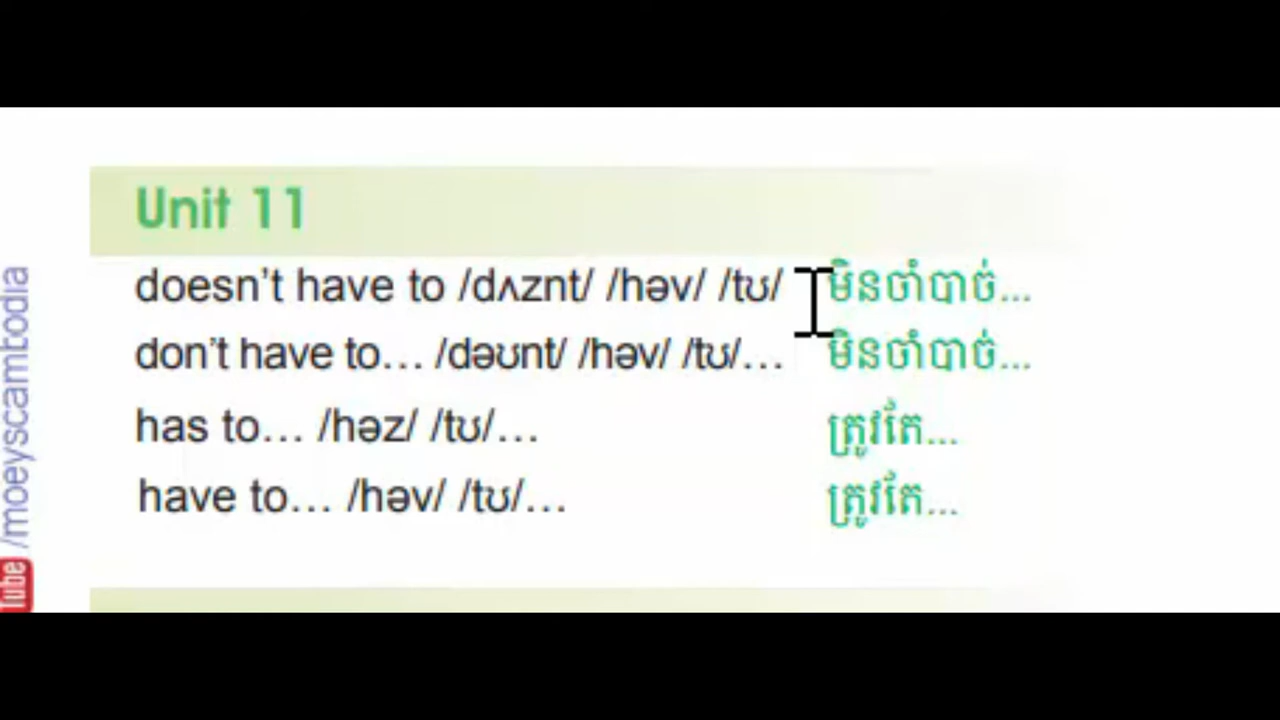 Unit 11
doesn't have to /dʌznt/ /həv/ /tʊ/ មិនចាំបាច់...
don't have to... /dəʊnt/ /həv/ /tʊ/... មិនចាំបាច់...
has to... /həz/ /tʊ/... ត្រូវតែ...
have to... /həv/ /tʊ/... ត្រូវតែ...
Tube /moeyscambodia